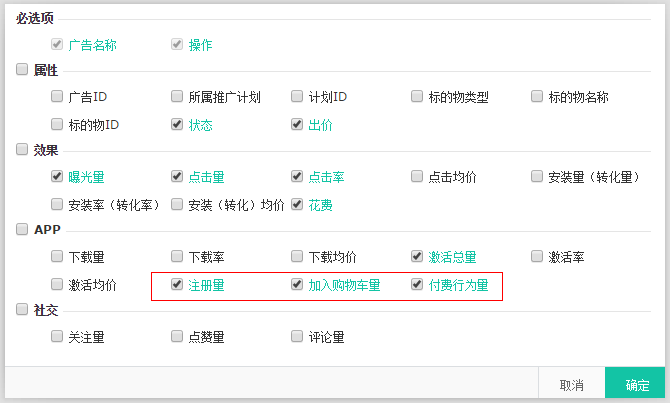 必选项
广告名称 操作
属性
广告ID 所属推广计划 计划ID 标的物类型 标的物名称
标的物ID 状态 出价
效果
曝光量 点击量 点击率 点击均价 安装量（转化量）
安装率（转化率） 安装（转化）均价 花费
APP
下载量 下载率 下载均价 激活总量 激活率
激活均价 注册量 加入购物车量 付费行为量
社交
关注量 点赞量 评论量
取消 确定